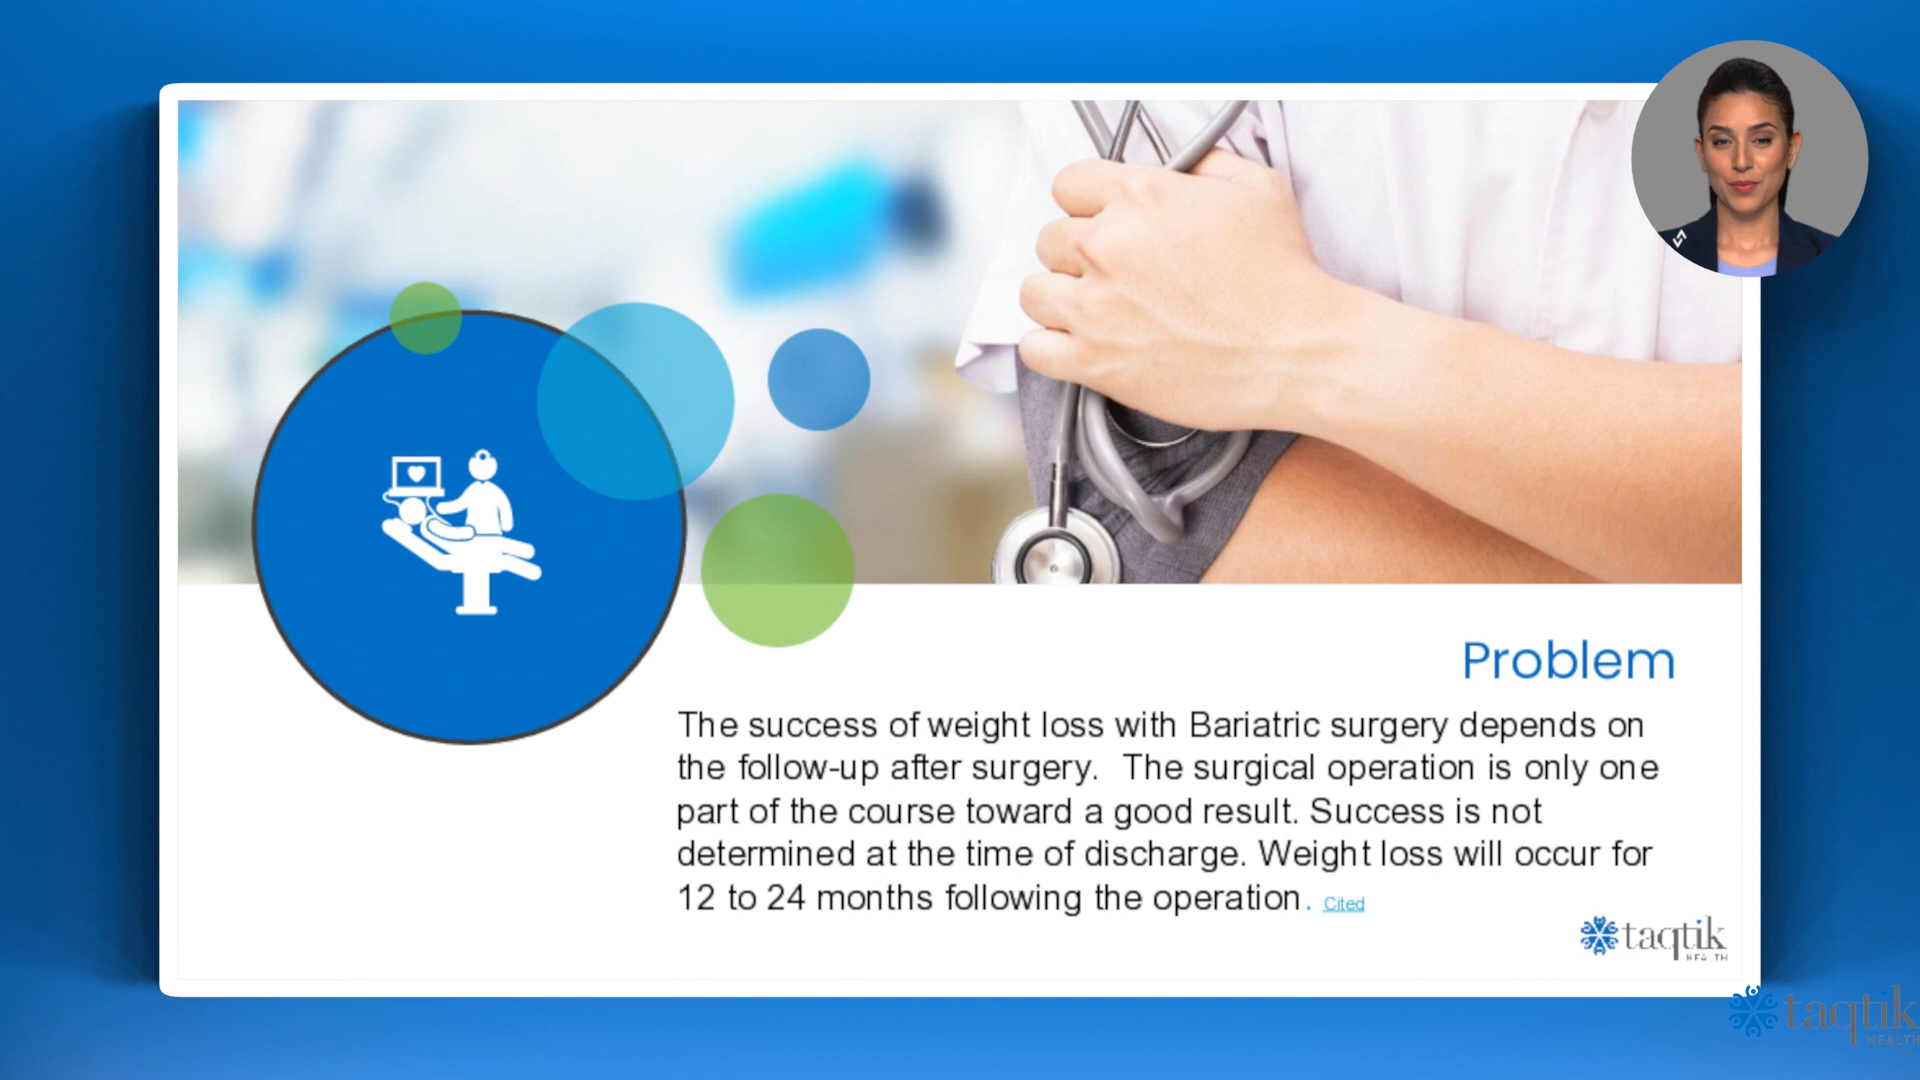 Problem
The success of weight loss with Bariatric surgery depends on
the follow-up after surgery. The surgical operation is only one
part of the course toward a good result. Success is not
determined at the time of discharge. Weight loss will occur for
12 to 24 months following the operation. Cited
taqtik
HEALTH
taqtik
HEALTH